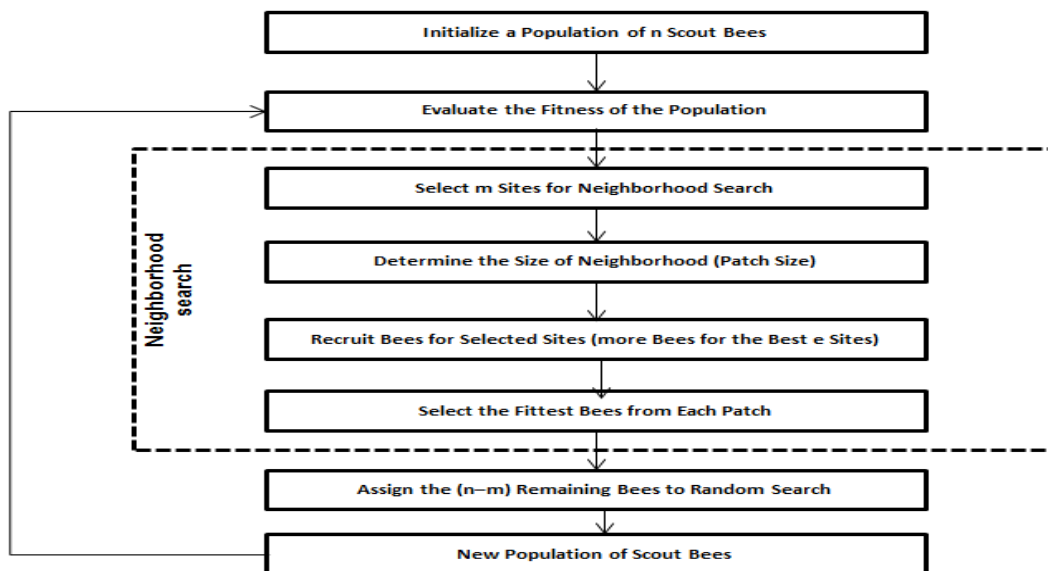 Initialize a Population of n Scout Bees
Evaluate the Fitness of the Population
Neighborhood
search
Select m Sites for Neighborhood Search
Determine the Size of Neighborhood (Patch Size)
Recruit Bees for Selected Sites (more Bees for the Best e Sites)
Select the Fittest Bees from Each Patch
Assign the (n–m) Remaining Bees to Random Search
New Population of Scout Bees